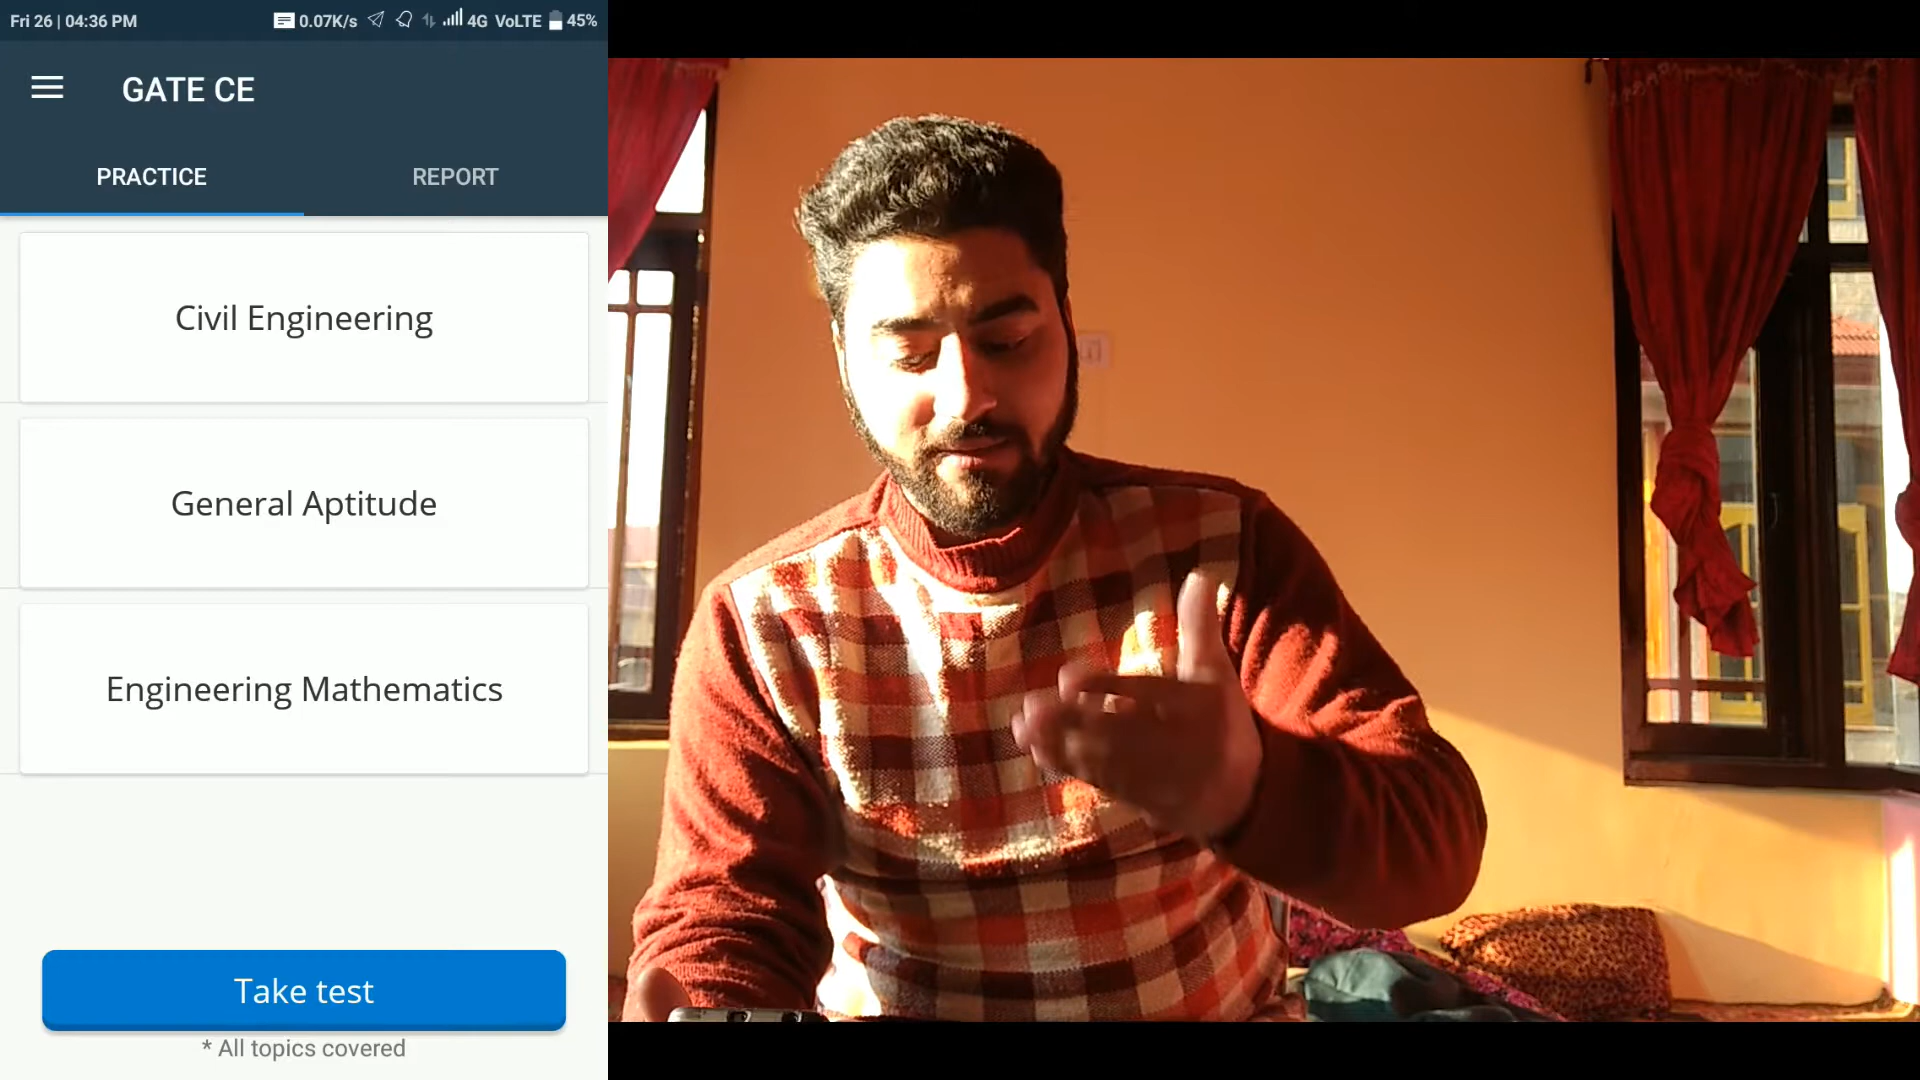 Fri 26 | 04:36 PM 0.07K/s 4G VoLTE 45%
GATE CE
PRACTICE REPORT
Civil Engineering
General Aptitude
Engineering Mathematics
Take test
* All topics covered